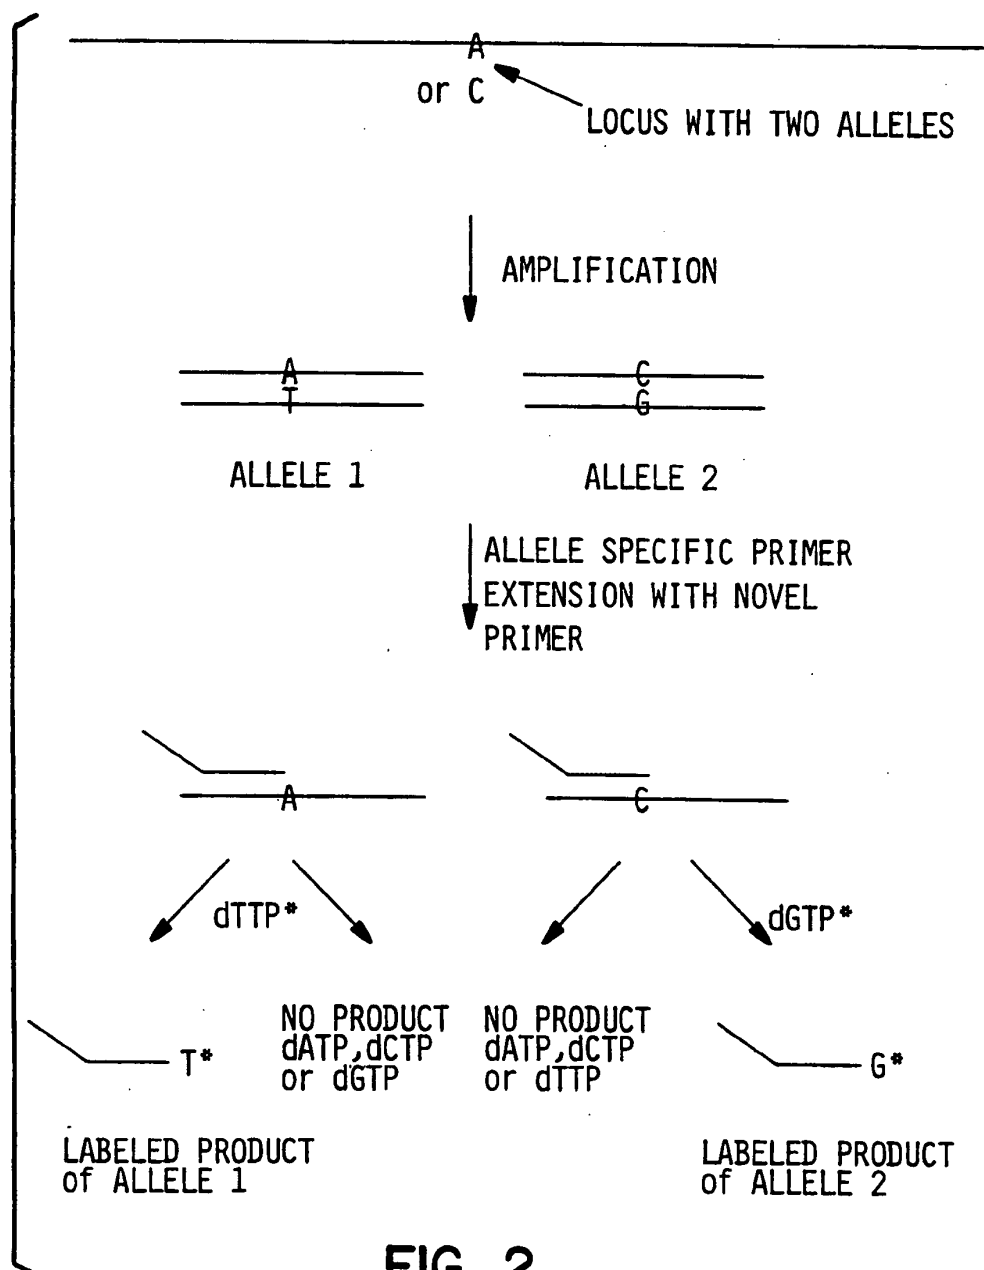 A
or C
LOCUS WITH TWO ALLELES
AMPLIFICATION
A
T
C
G
ALLELE 1
ALLELE 2
ALLELE SPECIFIC PRIMER
EXTENSION WITH NOVEL
PRIMER
A
C
dTTP*
dGTP*
T*
NO PRODUCT
dATP,dCTP
or dGTP
NO PRODUCT
dATP,dCTP
or dTTP
G*
LABELED PRODUCT
of ALLELE 1
LABELED PRODUCT
of ALLELE 2
FIG. 2